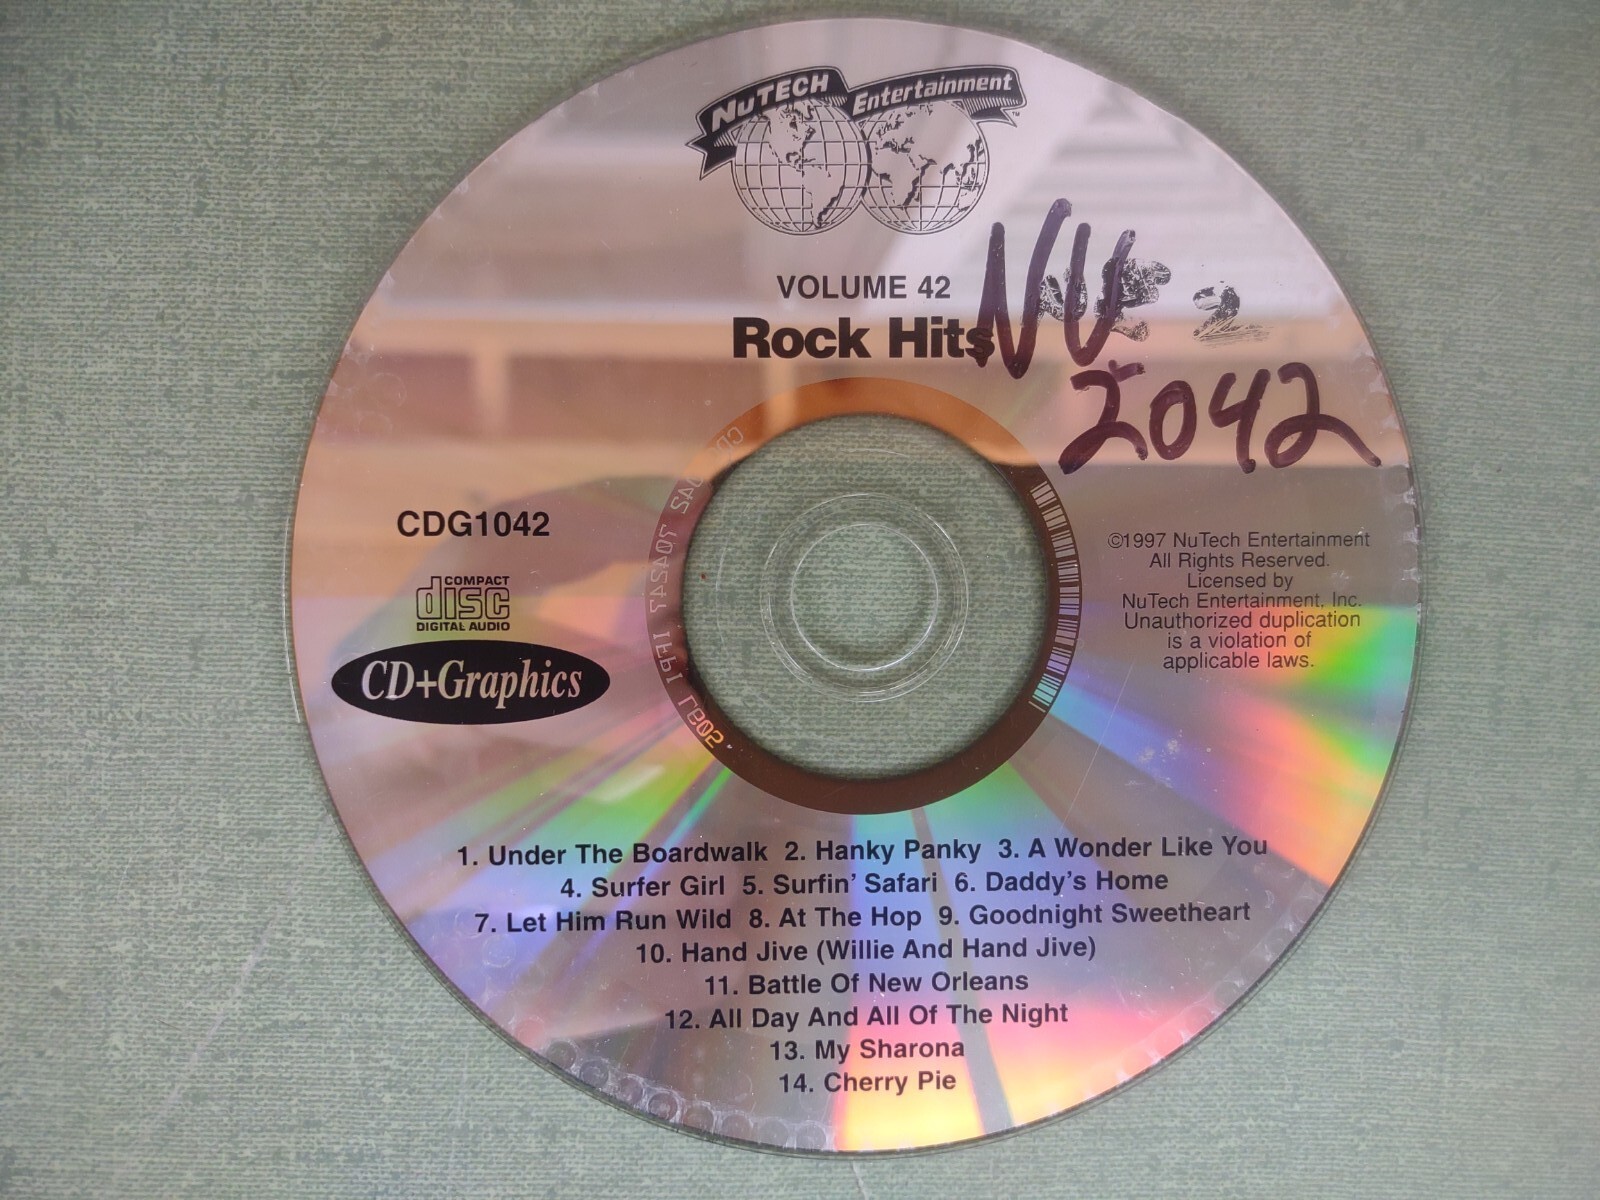 NuTECH Entertainment™
VOLUME 42
Rock Hits
NU
2
2042
CDG1042
COMPACT
disc
DIGITAL AUDIO
CD+Graphics
©1997 NuTech Entertainment
All Rights Reserved.
Licensed by
NuTech Entertainment, Inc.
Unauthorized duplication
is a violation of
applicable laws.
1. Under The Boardwalk 2. Hanky Panky 3. A Wonder Like You
4. Surfer Girl 5. Surfin' Safari 6. Daddy's Home
7. Let Him Run Wild 8. At The Hop 9. Goodnight Sweetheart
10. Hand Jive (Willie And Hand Jive)
11. Battle Of New Orleans
12. All Day And All Of The Night
13. My Sharona
14. Cherry Pie